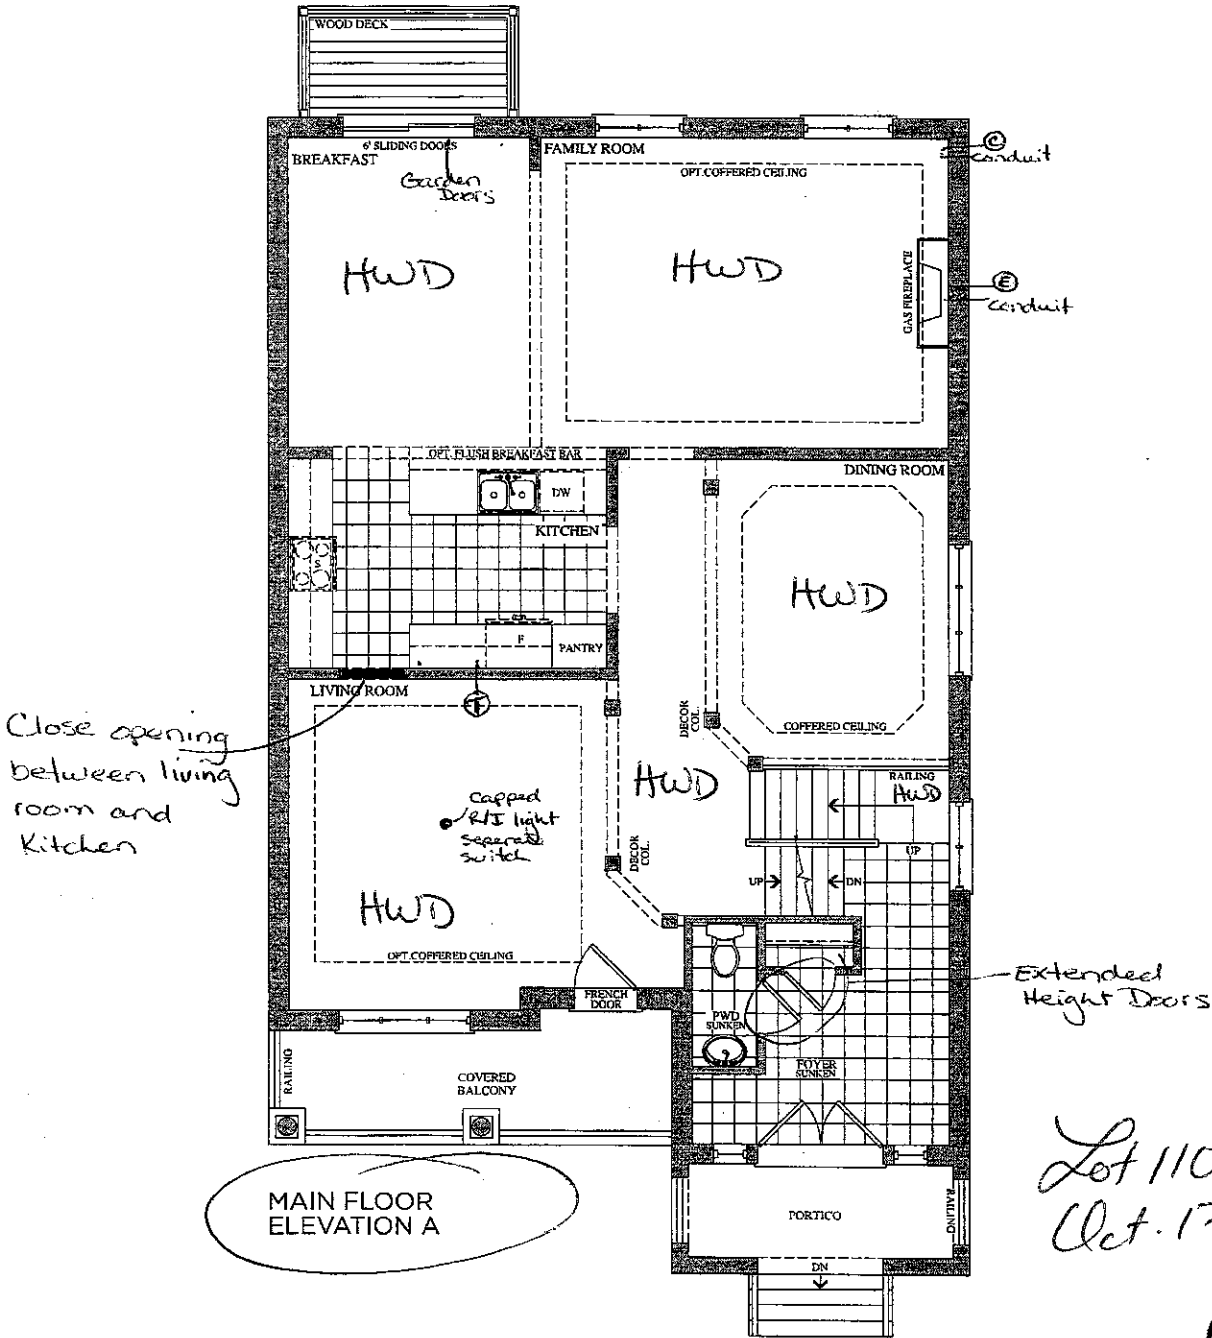 WOOD DECK
6' SLIDING DOORS
BREAKFAST
Garden
Doors
FAMILY ROOM
OPT. COFFERED CEILING
C
conduit
HWD
HWD
GAS FIREPLACE
E
conduit
OPT. FLUSH BREAKFAST BAR
DW
KITCHEN
S
F
PANTRY
DINING ROOM
HWD
COFFERED CEILING
DECOR
COL.
LIVING ROOM
T
Close opening
between living
room and
Kitchen
capped
R/I light
seperate
switch
HWD
OPT. COFFERED CEILING
DECOR
COL.
HWD
RAILING
HWD
UP
UP
DN
FRENCH
DOOR
PWD
SUNKEN
FOYER
SUNKEN
Extended
Height Doors
RAILING
COVERED
BALCONY
MAIN FLOOR
ELEVATION A
PORTICO
RAILING
DN
Lot 110
Oct.